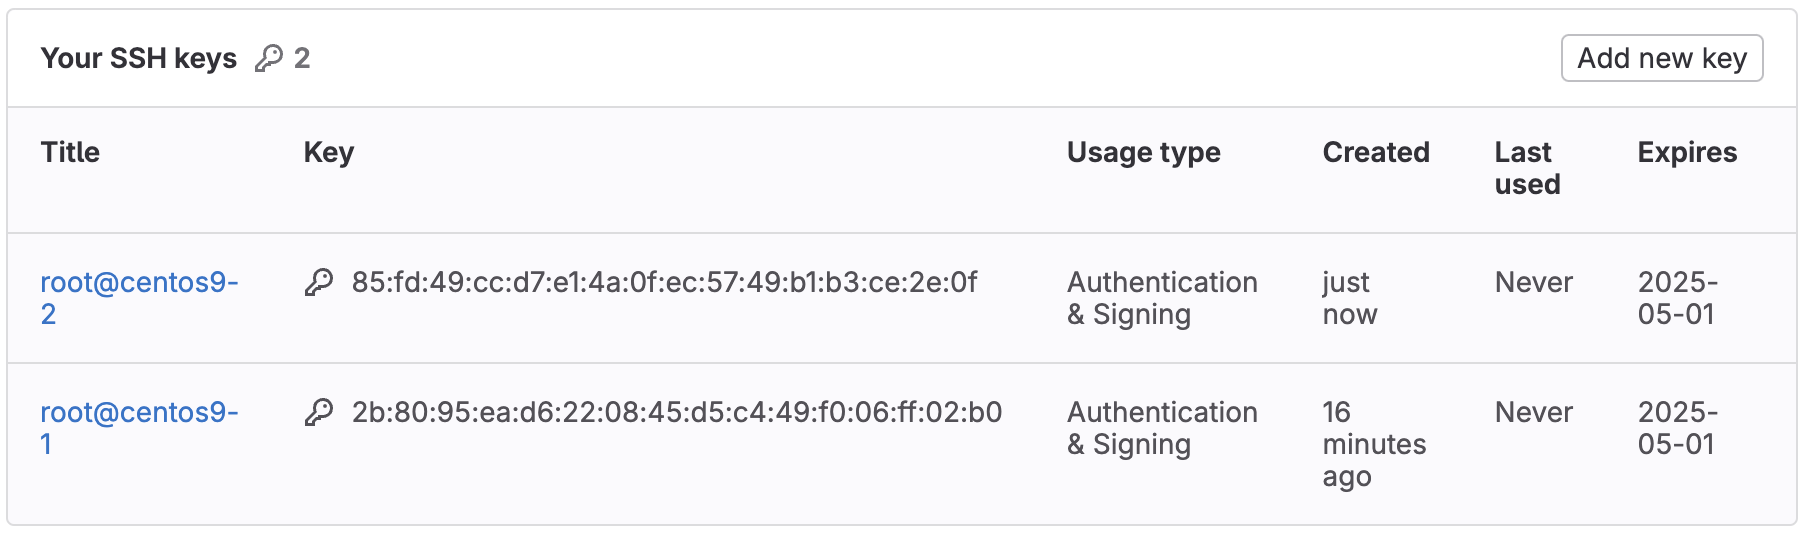 Your SSH keys 2
Add new key
Title Key Usage type Created Last used Expires
root@centos9-2 85:fd:49:cc:d7:e1:4a:0f:ec:57:49:b1:b3:ce:2e:0f Authentication & Signing just now Never 2025-05-01
root@centos9-1 2b:80:95:ea:d6:22:08:45:d5:c4:49:f0:06:ff:02:b0 Authentication & Signing 16 minutes ago Never 2025-05-01